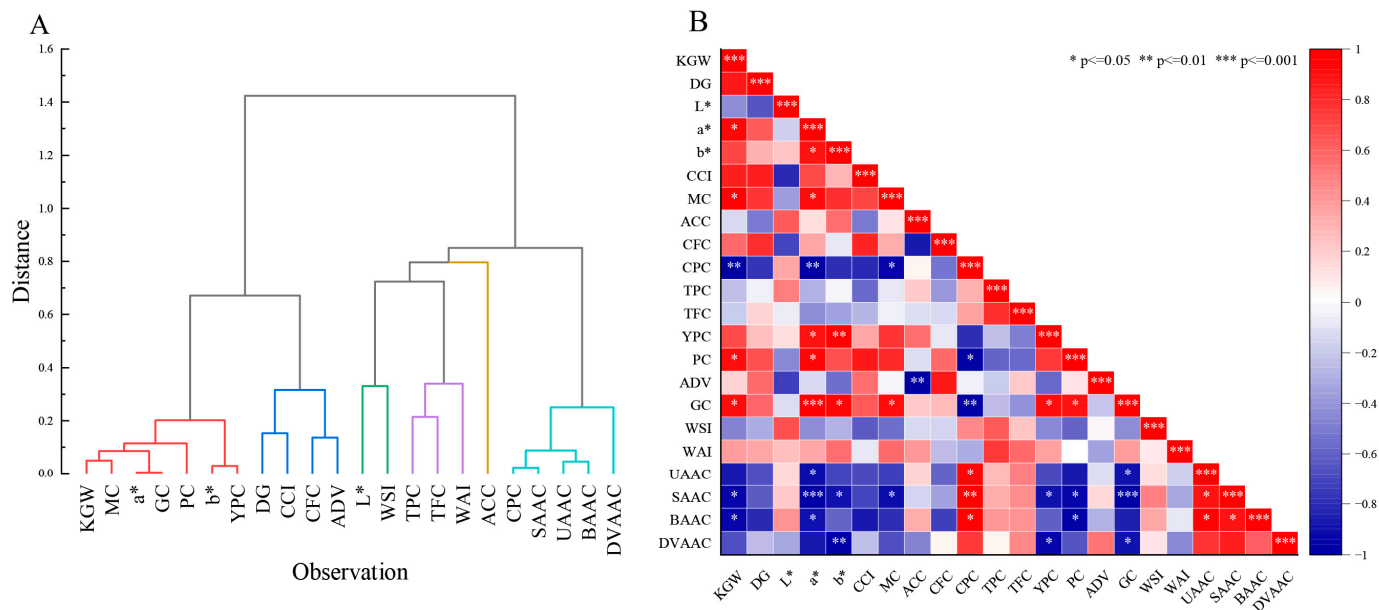 A
Distance
1.6
1.4
1.2
1.0
0.8
0.6
0.4
0.2
0.0
KGW
MC
a*
GC
PC
b*
YPC
DG
CCI
CFC
ADV
L*
WSI
TPC
TFC
WAI
ACC
CPC
SAAC
UAAC
BAAC
DVAAC
Observation
B
* p<=0.05 ** p<=0.01 *** p<=0.001
KGW ***
DG ***
L* ***
a* * ***
b* * ***
CCI ***
MC * * ***
ACC ***
CFC ***
CPC ** ** * ***
TPC ***
TFC ***
YPC * ** ***
PC * * * ***
ADV ** ***
GC * *** * * ** * * ***
WSI ***
WAI ***
UAAC * * * ***
SAAC * *** * * ** * * *** * ***
BAAC * * * * * * ***
DVAAC ** * * ***
KGW
DG
L*
a*
b*
CCI
MC
ACC
CFC
CPC
TPC
TFC
YPC
PC
ADV
GC
WSI
WAI
UAAC
SAAC
BAAC
DVAAC
1
0.8
0.6
0.4
0.2
0
-0.2
-0.4
-0.6
-0.8
-1